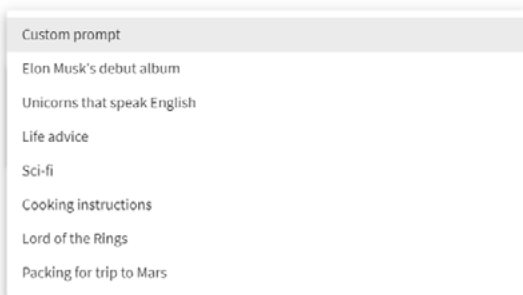 Custom prompt
Elon Musk's debut album
Unicorns that speak English
Life advice
Sci-fi
Cooking instructions
Lord of the Rings
Packing for trip to Mars